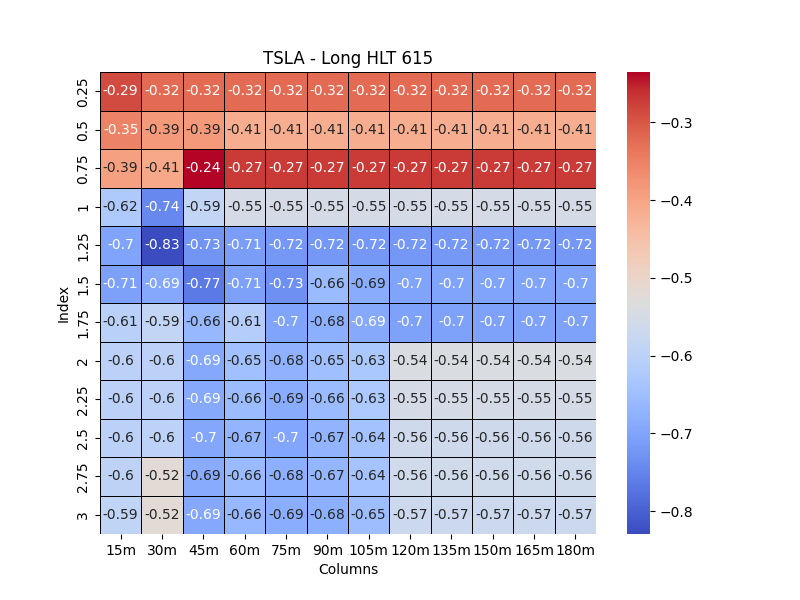 TSLA - Long HLT 615
0.25 -0.29 -0.32 -0.32 -0.32 -0.32 -0.32 -0.32 -0.32 -0.32 -0.32 -0.32 -0.32
0.5 -0.35 -0.39 -0.39 -0.41 -0.41 -0.41 -0.41 -0.41 -0.41 -0.41 -0.41 -0.41
0.75 -0.39 -0.41 -0.24 -0.27 -0.27 -0.27 -0.27 -0.27 -0.27 -0.27 -0.27 -0.27
1 -0.62 -0.74 -0.59 -0.55 -0.55 -0.55 -0.55 -0.55 -0.55 -0.55 -0.55 -0.55
1.25 -0.7 -0.83 -0.73 -0.71 -0.72 -0.72 -0.72 -0.72 -0.72 -0.72 -0.72 -0.72
1.5 -0.71 -0.69 -0.77 -0.71 -0.73 -0.66 -0.69 -0.7 -0.7 -0.7 -0.7 -0.7
1.75 -0.61 -0.59 -0.66 -0.61 -0.7 -0.68 -0.69 -0.7 -0.7 -0.7 -0.7 -0.7
2 -0.6 -0.6 -0.69 -0.65 -0.68 -0.65 -0.63 -0.54 -0.54 -0.54 -0.54 -0.54
2.25 -0.6 -0.6 -0.69 -0.66 -0.69 -0.66 -0.63 -0.55 -0.55 -0.55 -0.55 -0.55
2.5 -0.6 -0.6 -0.7 -0.67 -0.7 -0.67 -0.64 -0.56 -0.56 -0.56 -0.56 -0.56
2.75 -0.6 -0.52 -0.69 -0.66 -0.68 -0.67 -0.64 -0.56 -0.56 -0.56 -0.56 -0.56
3 -0.59 -0.52 -0.69 -0.66 -0.69 -0.68 -0.65 -0.57 -0.57 -0.57 -0.57 -0.57
15m 30m 45m 60m 75m 90m 105m 120m 135m 150m 165m 180m
Columns
Index
−0.3
−0.4
−0.5
−0.6
−0.7
−0.8